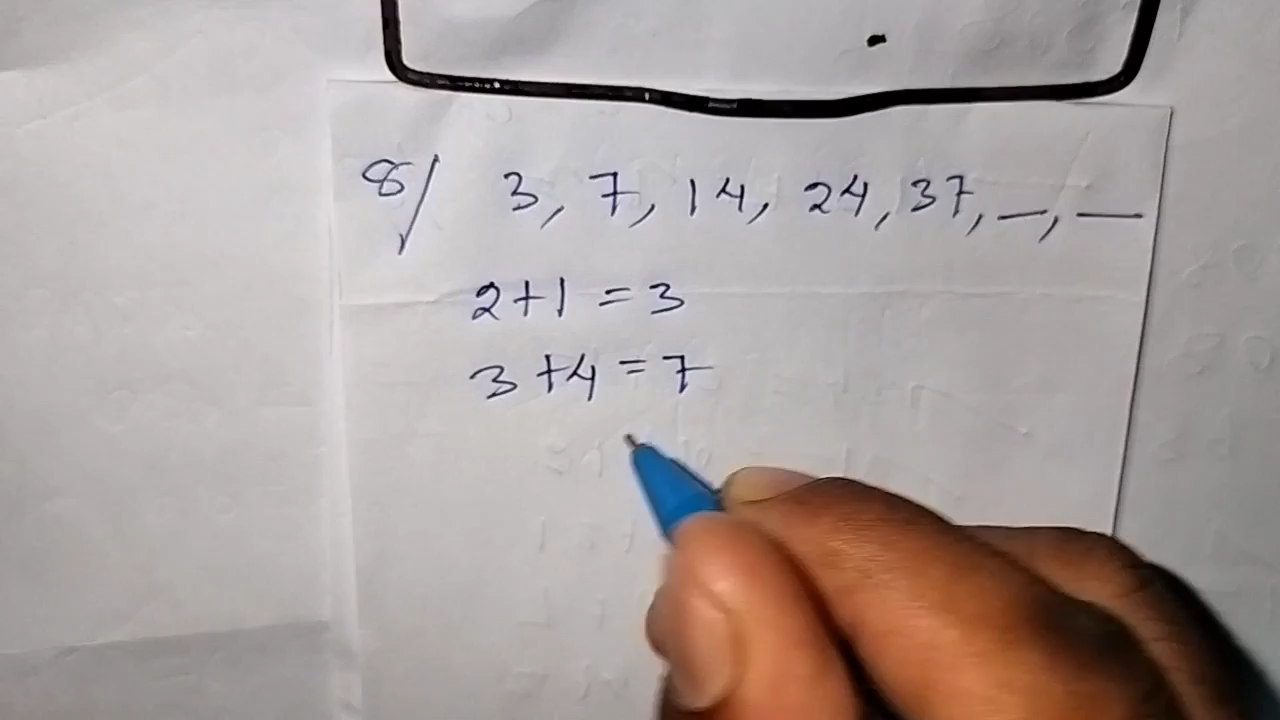 8/ 3, 7, 14, 24, 37, _, _
2+1 = 3
3+4 = 7